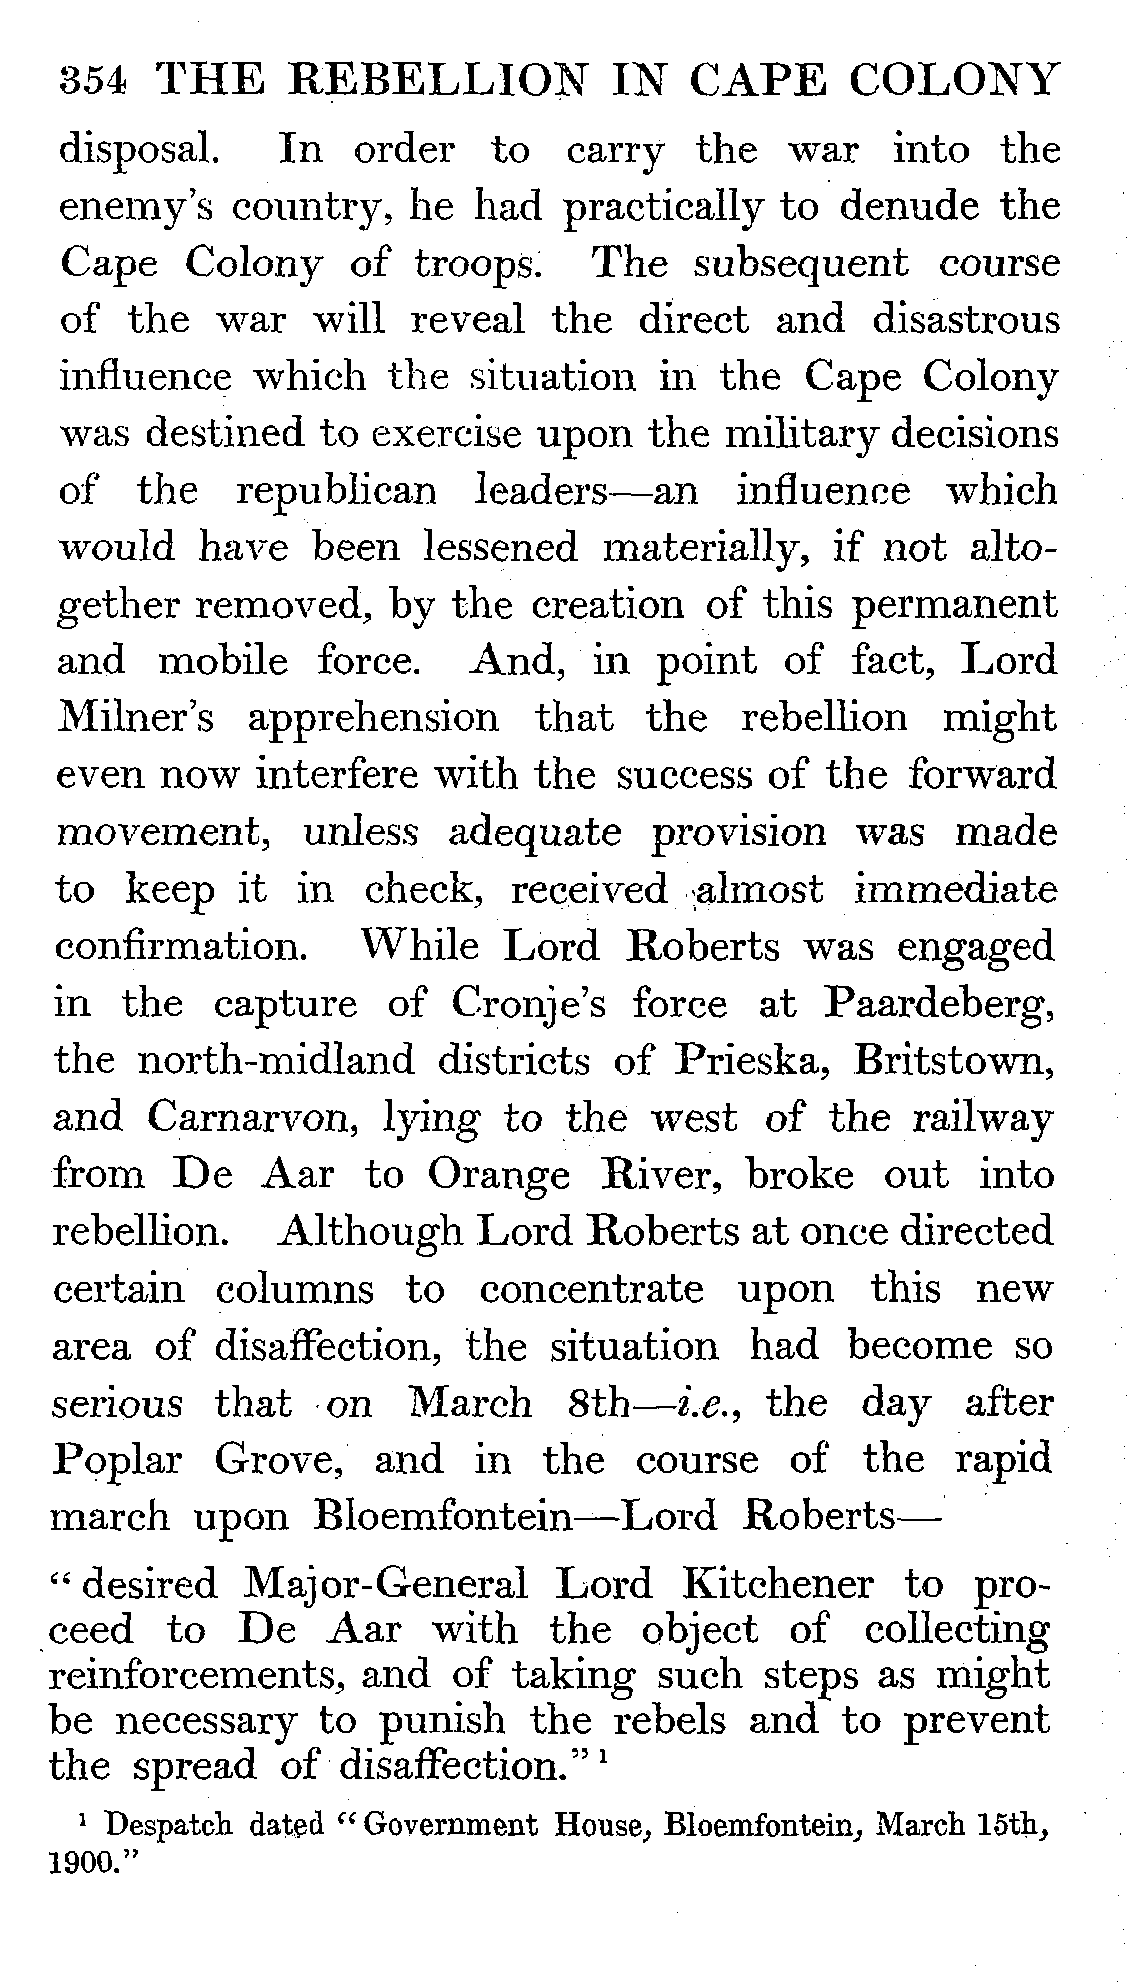 354 THE REBELLION IN CAPE COLONY
disposal. In order to carry the war into the
enemy's country, he had practically to denude the
Cape Colony of troops. The subsequent course
of the war will reveal the direct and disastrous
influence which the situation in the Cape Colony
was destined to exercise upon the military decisions
of the republican leaders—an influence which
would have been lessened materially, if not alto-
gether removed, by the creation of this permanent
and mobile force. And, in point of fact, Lord
Milner's apprehension that the rebellion might
even now interfere with the success of the forward
movement, unless adequate provision was made
to keep it in check, received almost immediate
confirmation. While Lord Roberts was engaged
in the capture of Cronje's force at Paardeberg,
the north-midland districts of Prieska, Britstown,
and Carnarvon, lying to the west of the railway
from De Aar to Orange River, broke out into
rebellion. Although Lord Roberts at once directed
certain columns to concentrate upon this new
area of disaffection, the situation had become so
serious that on March 8th—i.e., the day after
Poplar Grove, and in the course of the rapid
march upon Bloemfontein—Lord Roberts—
“desired Major-General Lord Kitchener to pro-
ceed to De Aar with the object of collecting
reinforcements, and of taking such steps as might
be necessary to punish the rebels and to prevent
the spread of disaffection.” ¹
¹ Despatch dated “Government House, Bloemfontein, March 15th,
1900.”